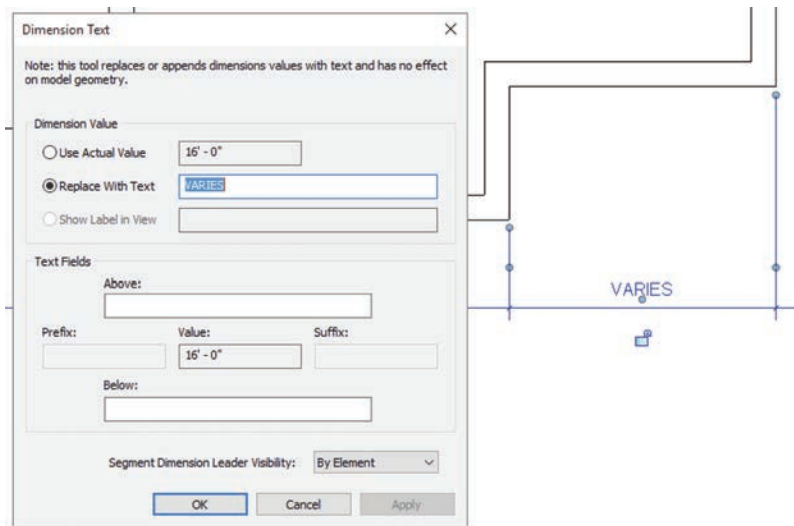 Dimension Text
Note: this tool replaces or appends dimensions values with text and has no effect
on model geometry.
Dimension Value
Use Actual Value
16' - 0"
Replace With Text
VARIES
Show Label in View
Text Fields
Above:
Prefix:
Value:
Suffix:
16' - 0"
Below:
Segment Dimension Leader Visibility:
By Element
OK
Cancel
Apply
VARIES